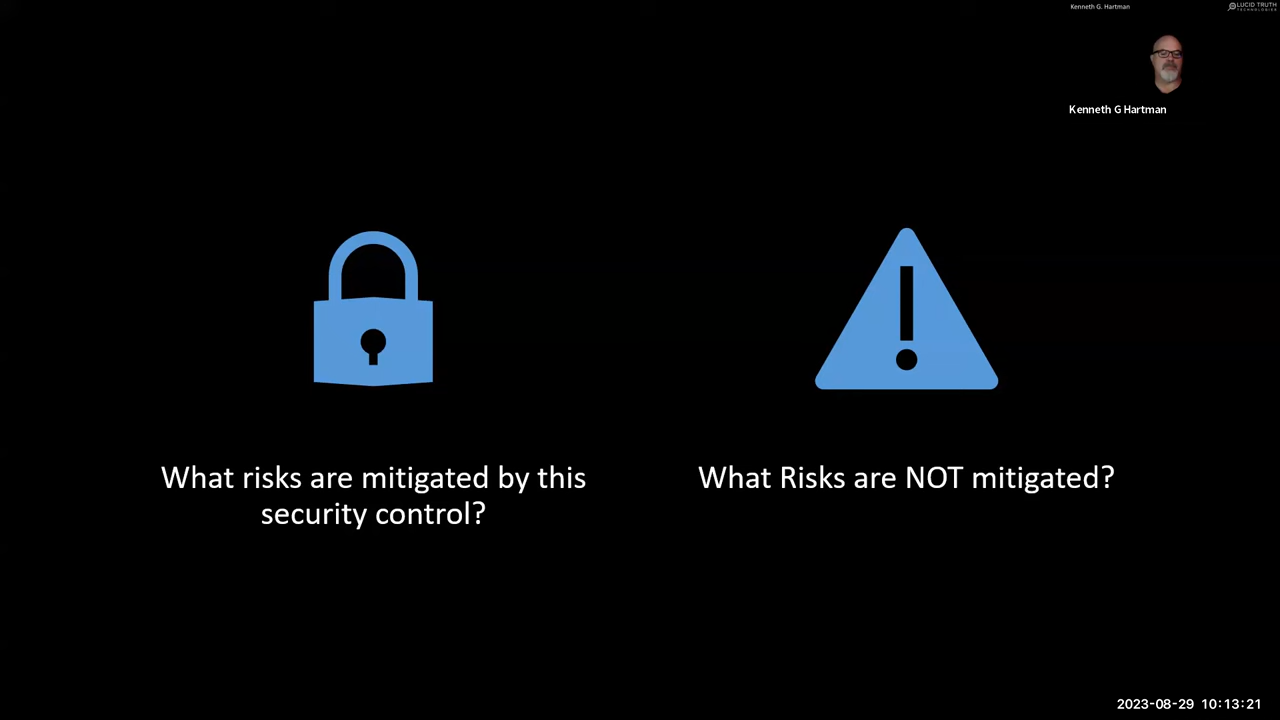 Kenneth G. Hartman
LUCID TRUTH
TECHNOLOGIES
Kenneth G Hartman
What risks are mitigated by this
security control?
What Risks are NOT mitigated?
2023-08-29 10:13:21